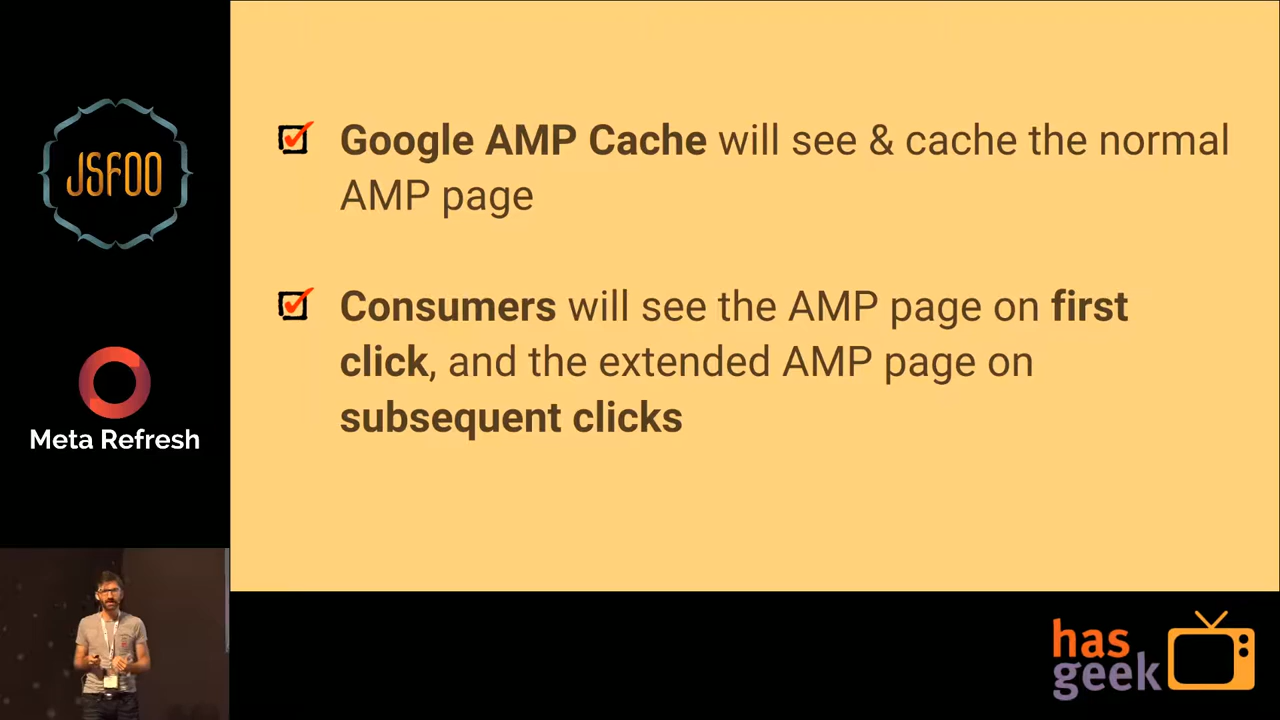 JSFOO
Meta Refresh
Google AMP Cache will see & cache the normal
AMP page
Consumers will see the AMP page on first
click, and the extended AMP page on
subsequent clicks
has
geek